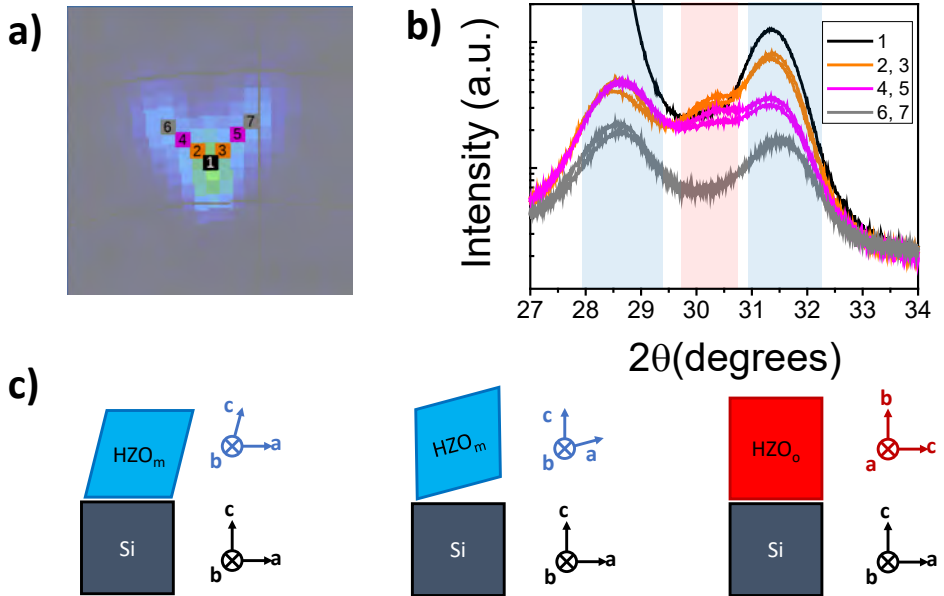 a)
6
7
4
5
2
3
1
b)
Intensity (a.u.)
1
2, 3
4, 5
6, 7
27 28 29 30 31 32 33 34
2θ(degrees)
c)
HZOm
c
a
b
Si
c
a
b
HZOm
c
a
b
Si
c
a
b
HZOo
b
c
a
Si
c
a
b